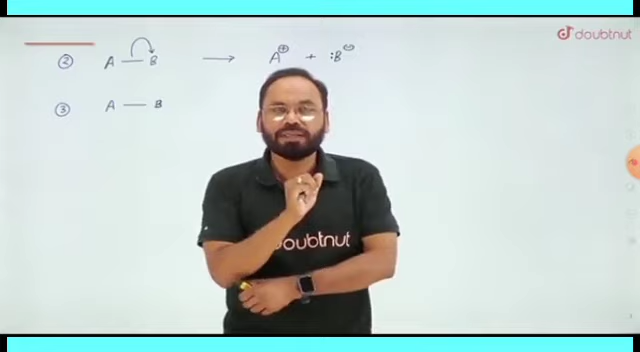 doubtnut
② A — B ⟶ A⊕ + :B⊖
③ A — B
doubtnut